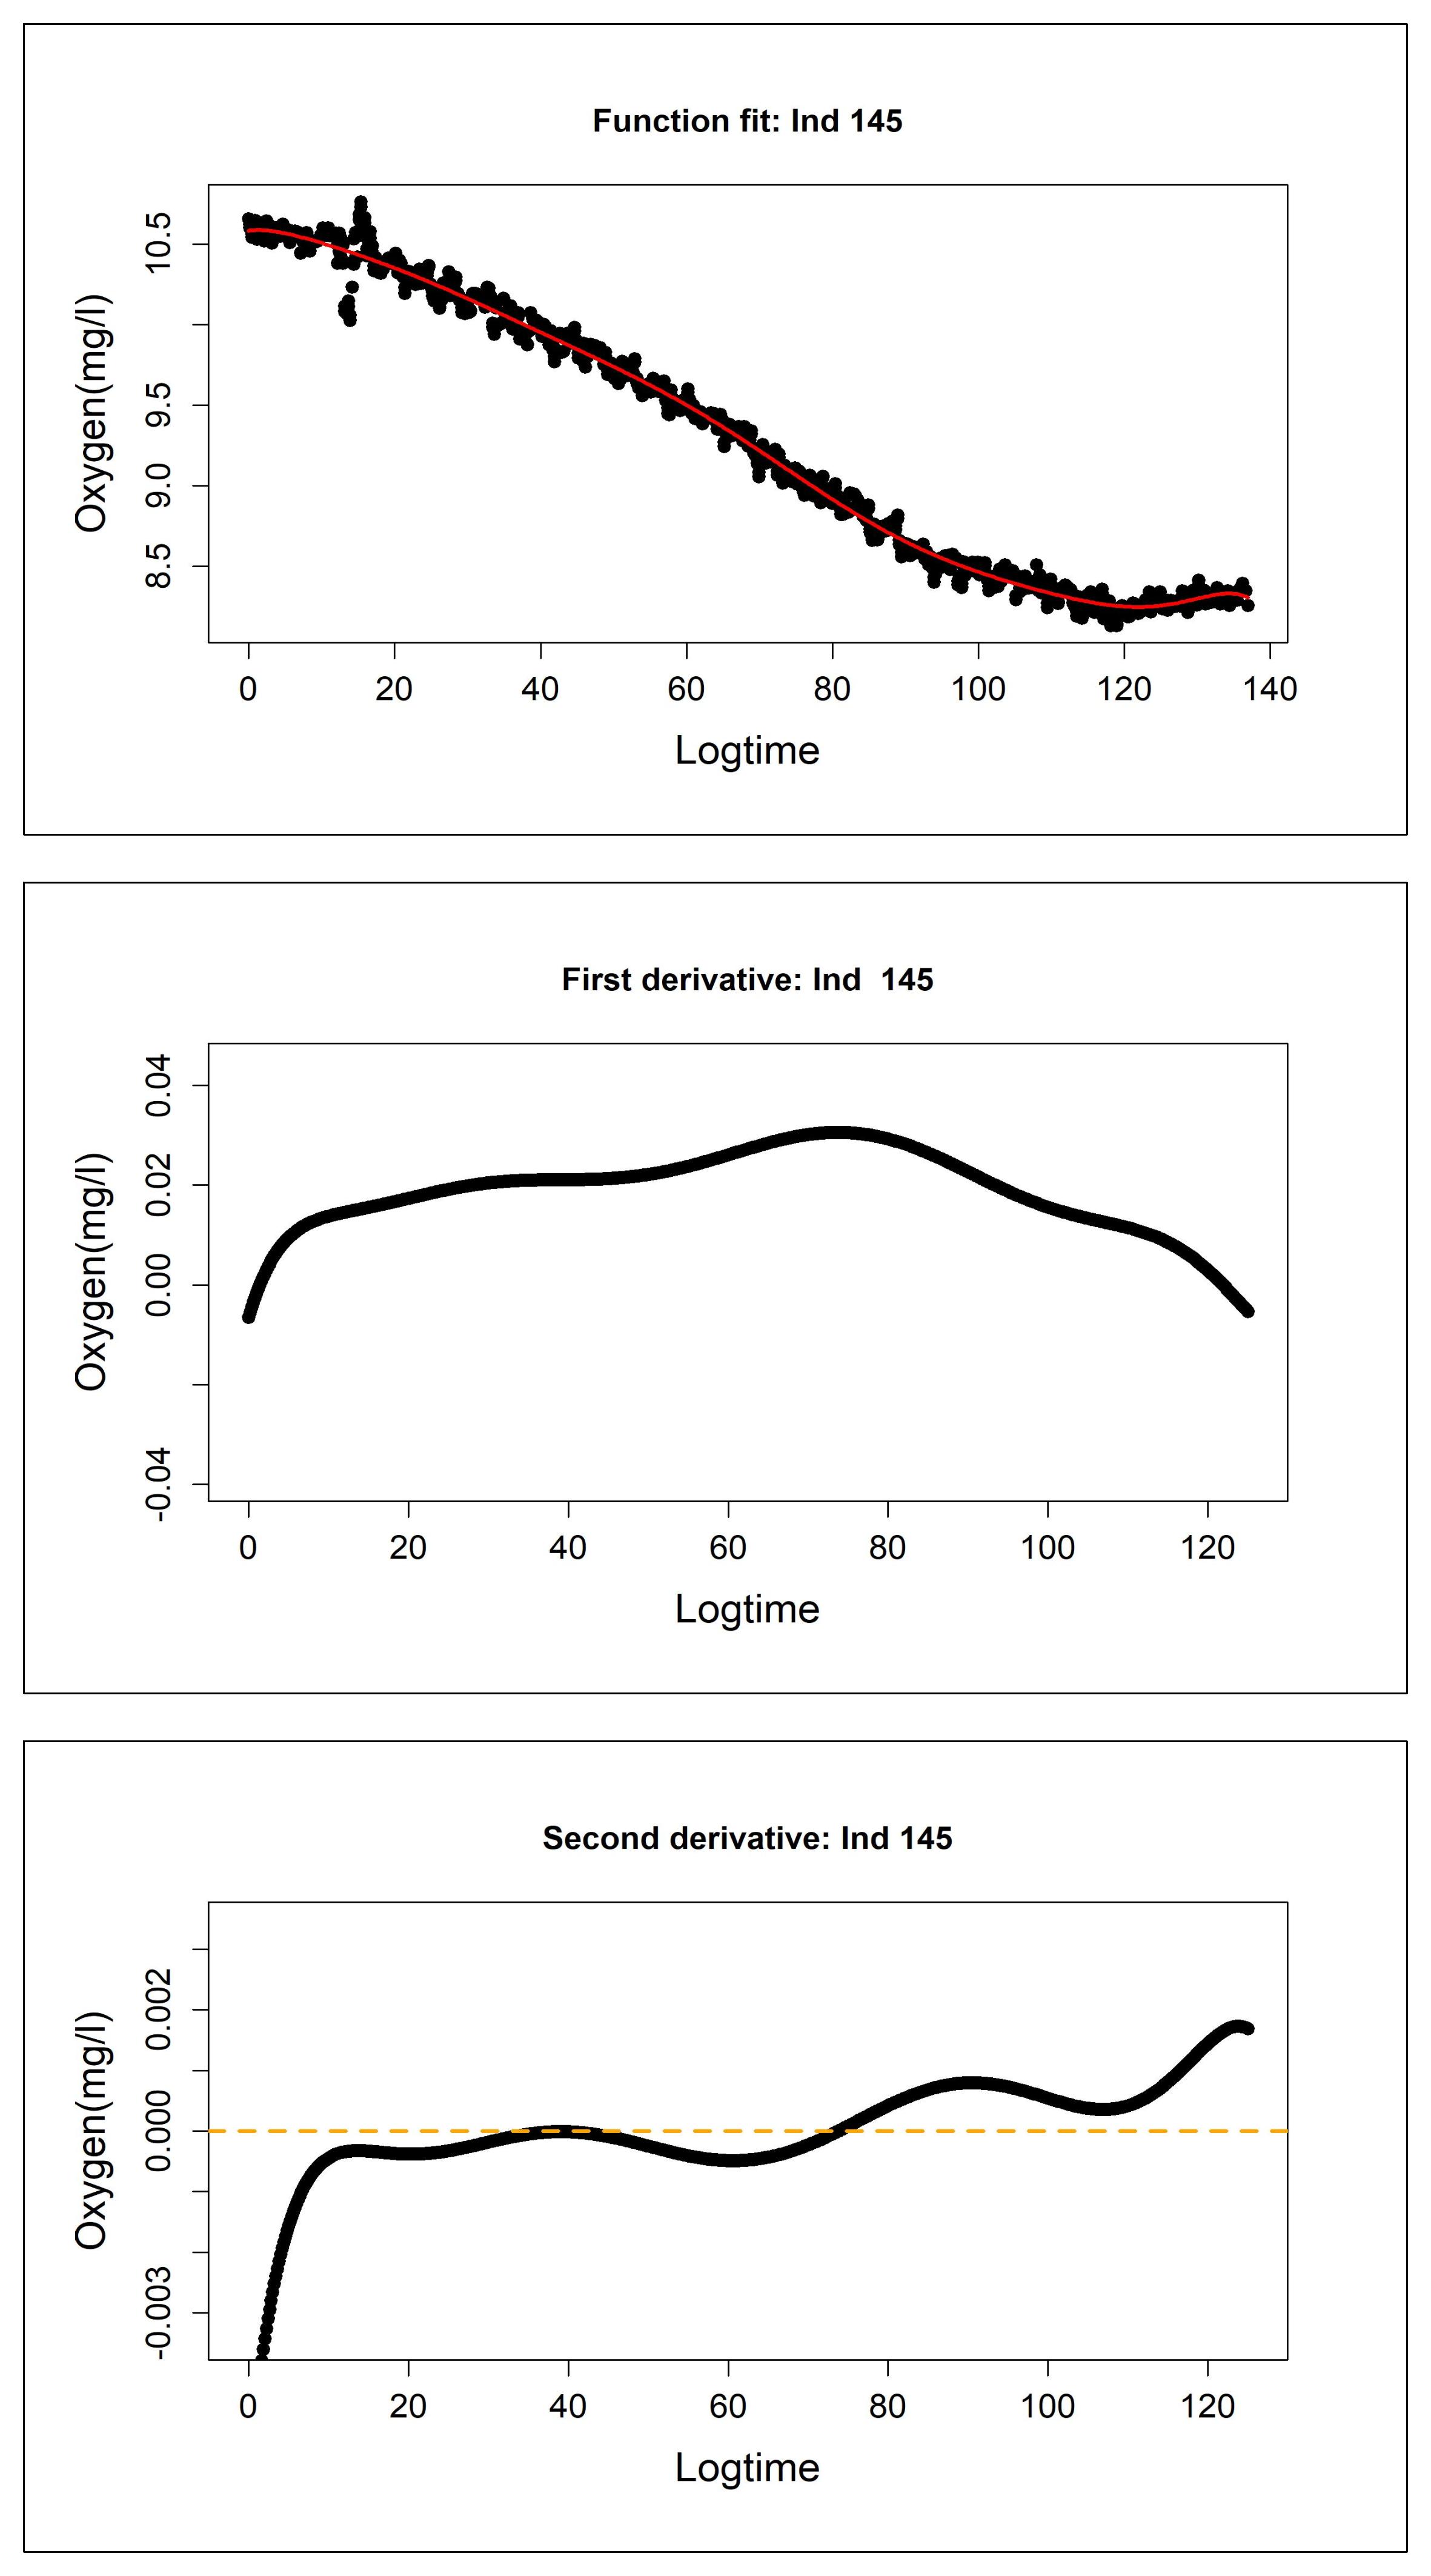 Function fit: Ind 145
10.5
9.5
9.0
8.5
Oxygen(mg/l)
0 20 40 60 80 100 120 140
Logtime
First derivative: Ind  145
0.04
0.02
0.00
-0.04
Oxygen(mg/l)
0 20 40 60 80 100 120
Logtime
Second derivative: Ind 145
0.002
0.000
-0.003
Oxygen(mg/l)
0 20 40 60 80 100 120
Logtime